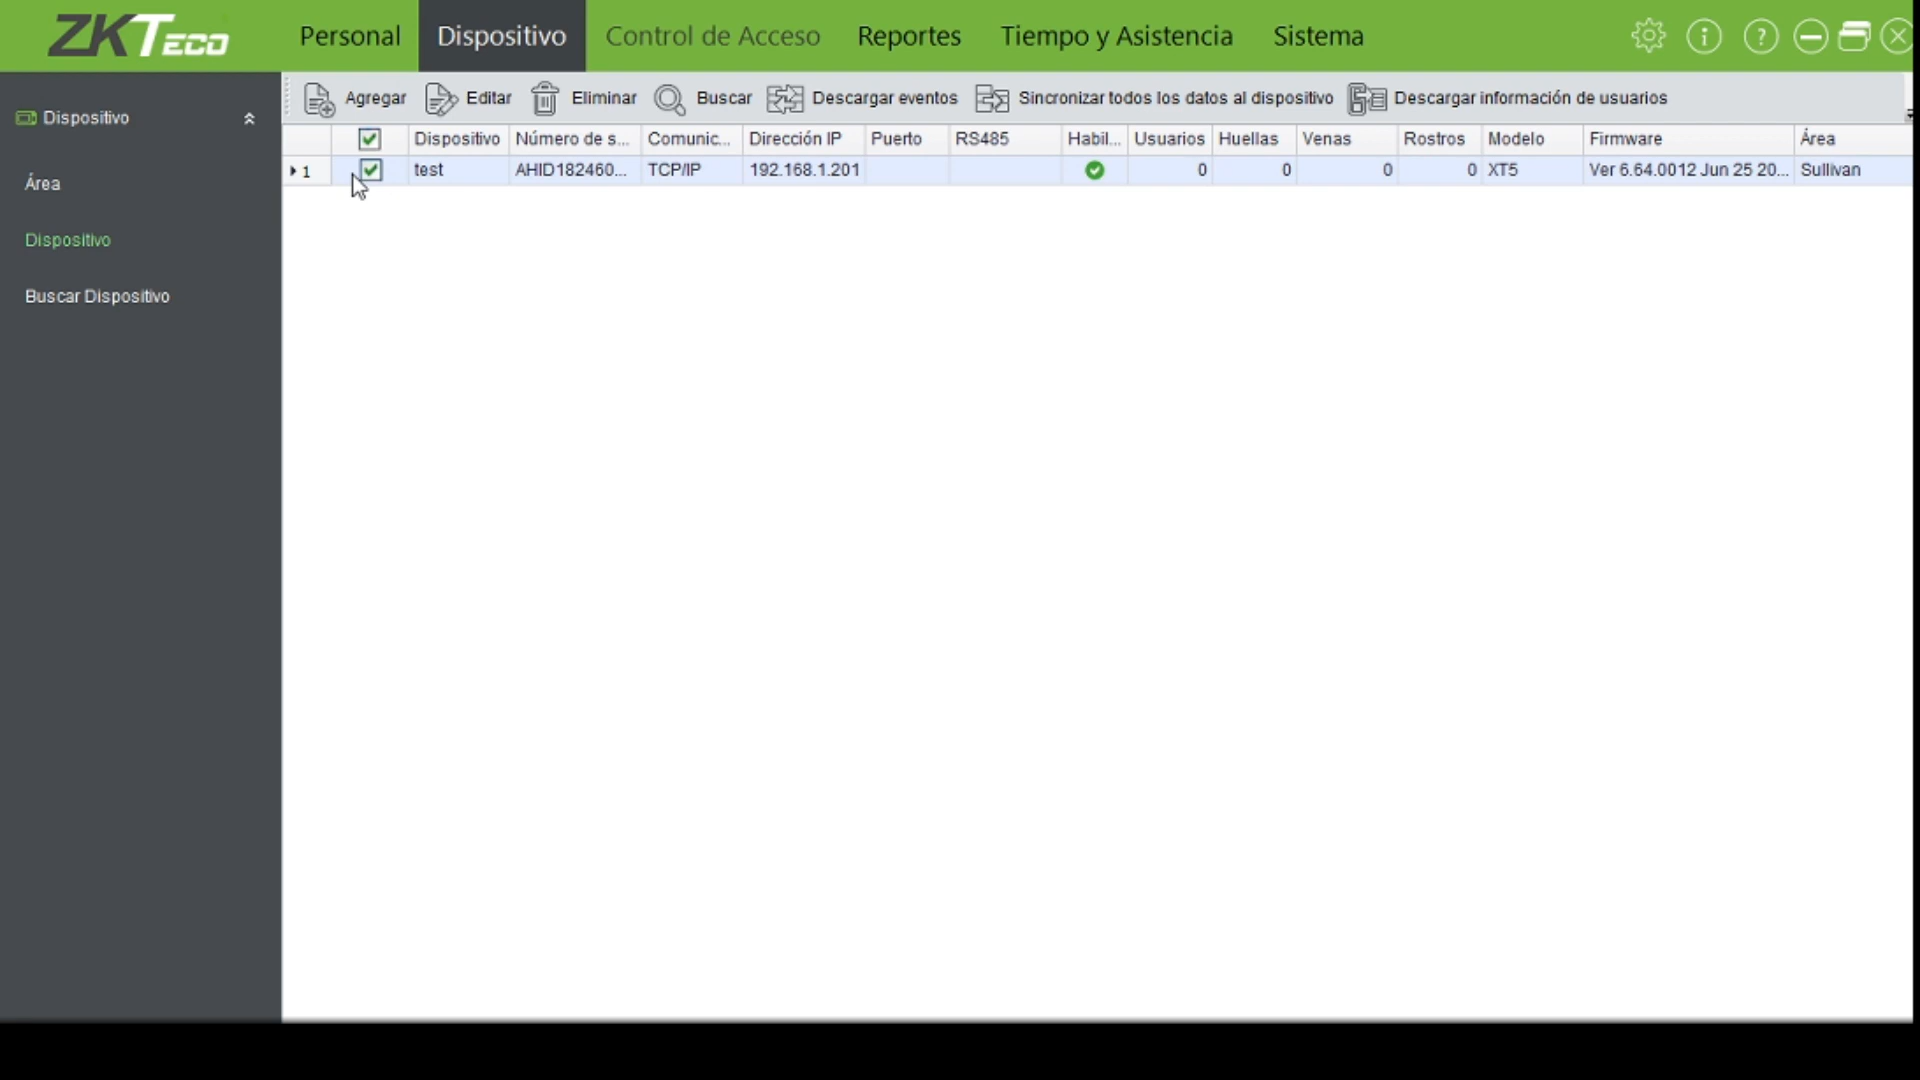 ZKTECO Personal Dispositivo Control de Acceso Reportes Tiempo y Asistencia Sistema
Agregar Editar Eliminar Buscar Descargar eventos Sincronizar todos los datos al dispositivo Descargar información de usuarios
Dispositivo
Área
Dispositivo
Buscar Dispositivo
Dispositivo Número de s... Comunic... Dirección IP Puerto RS485 Habil... Usuarios Huellas Venas Rostros Modelo Firmware Área
1 test AHID182460... TCP/IP 192.168.1.201 0 0 0 0 XT5 Ver 6.64.0012 Jun 25 20... Sullivan